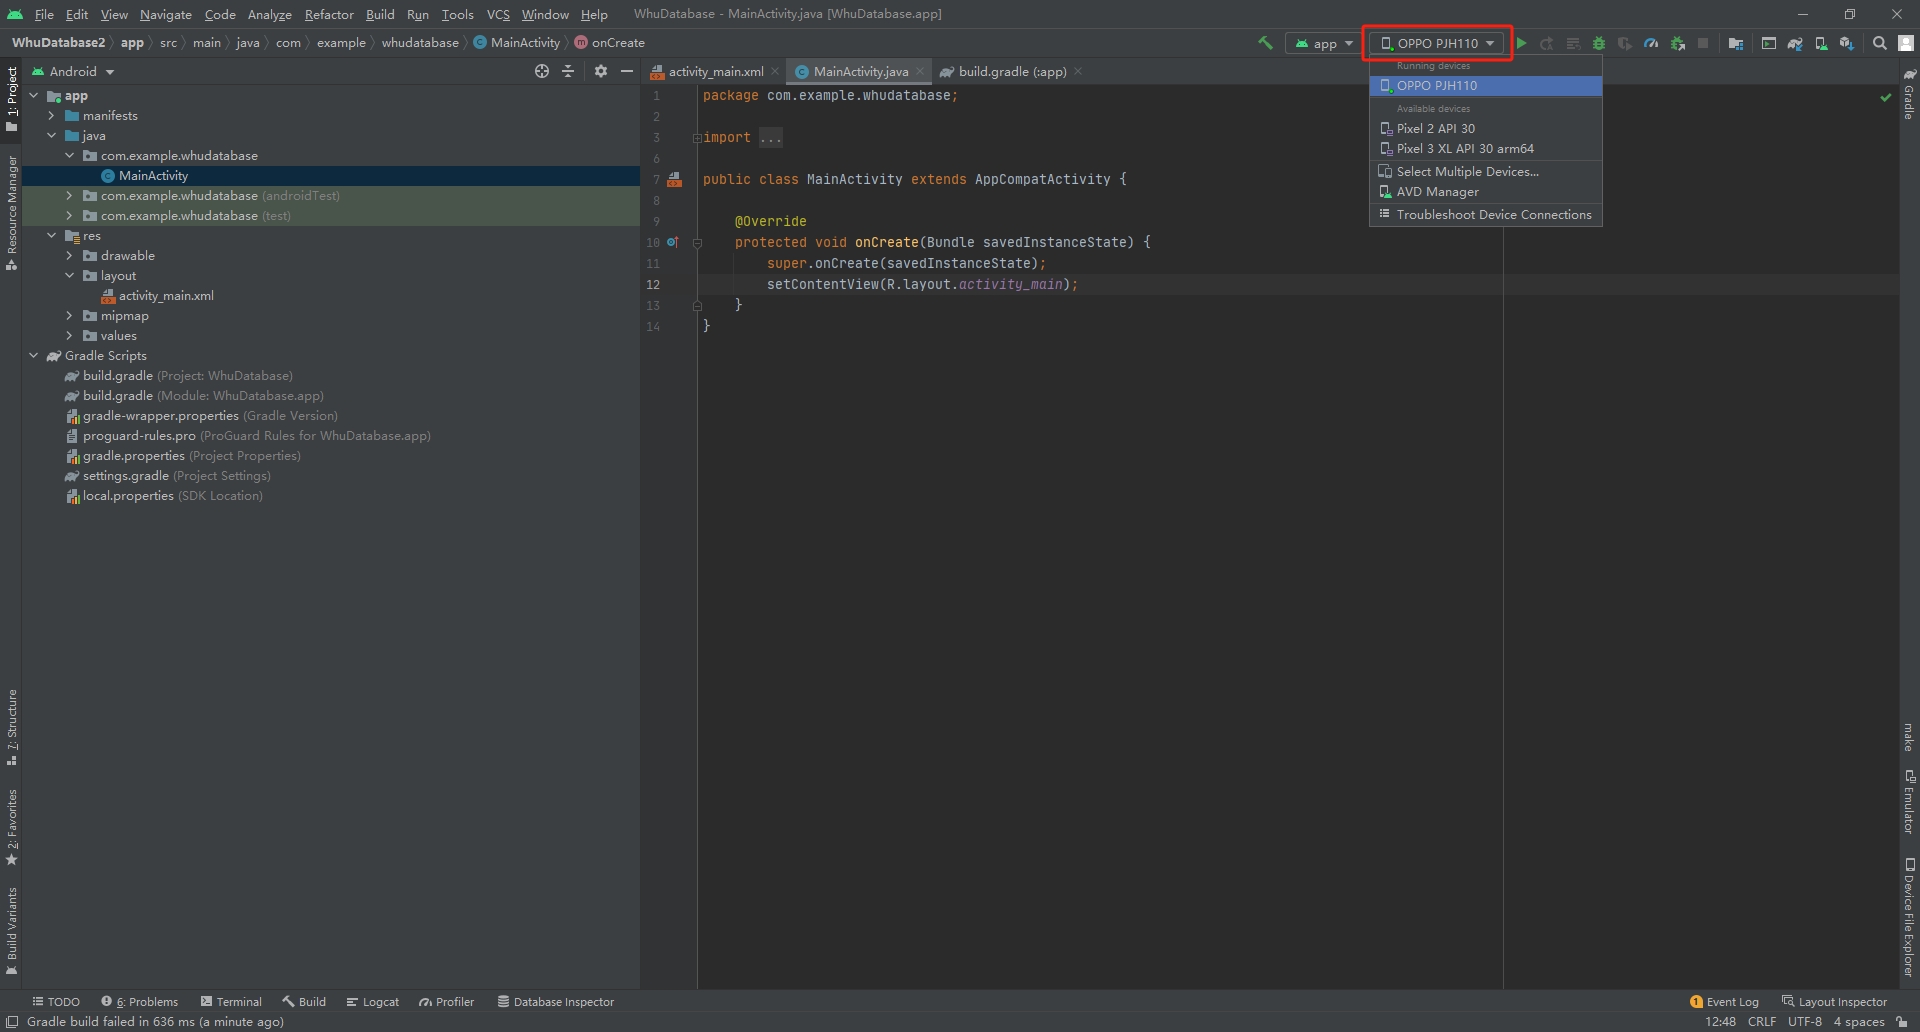 File Edit View Navigate Code Analyze Refactor Build Run Tools VCS Window Help WhuDatabase - MainActivity.java [WhuDatabase.app]
WhuDatabase2 app src main java com example whudatabase MainActivity onCreate
app
OPPO PJH110
Android
activity_main.xml
MainActivity.java
build.gradle (:app)
Running devices
OPPO PJH110
Available devices
Pixel 2 API 30
Pixel 3 XL API 30 arm64
Select Multiple Devices...
AVD Manager
Troubleshoot Device Connections
1: Project
Resource Manager
7: Structure
2: Favorites
Build Variants
app
manifests
java
com.example.whudatabase
MainActivity
com.example.whudatabase (androidTest)
com.example.whudatabase (test)
res
drawable
layout
activity_main.xml
mipmap
values
Gradle Scripts
build.gradle (Project: WhuDatabase)
build.gradle (Module: WhuDatabase.app)
gradle-wrapper.properties (Gradle Version)
proguard-rules.pro (ProGuard Rules for WhuDatabase.app)
gradle.properties (Project Properties)
settings.gradle (Project Settings)
local.properties (SDK Location)
1 package com.example.whudatabase;
2
3 import ...
6
7 public class MainActivity extends AppCompatActivity {
8
9 @Override
10 protected void onCreate(Bundle savedInstanceState) {
11 super.onCreate(savedInstanceState);
12 setContentView(R.layout.activity_main);
13 }
14 }
Gradle
make
Emulator
Device File Explorer
TODO 6: Problems Terminal Build Logcat Profiler Database Inspector 1 Event Log Layout Inspector
Gradle build failed in 636 ms (a minute ago) 12:48 CRLF UTF-8 4 spaces